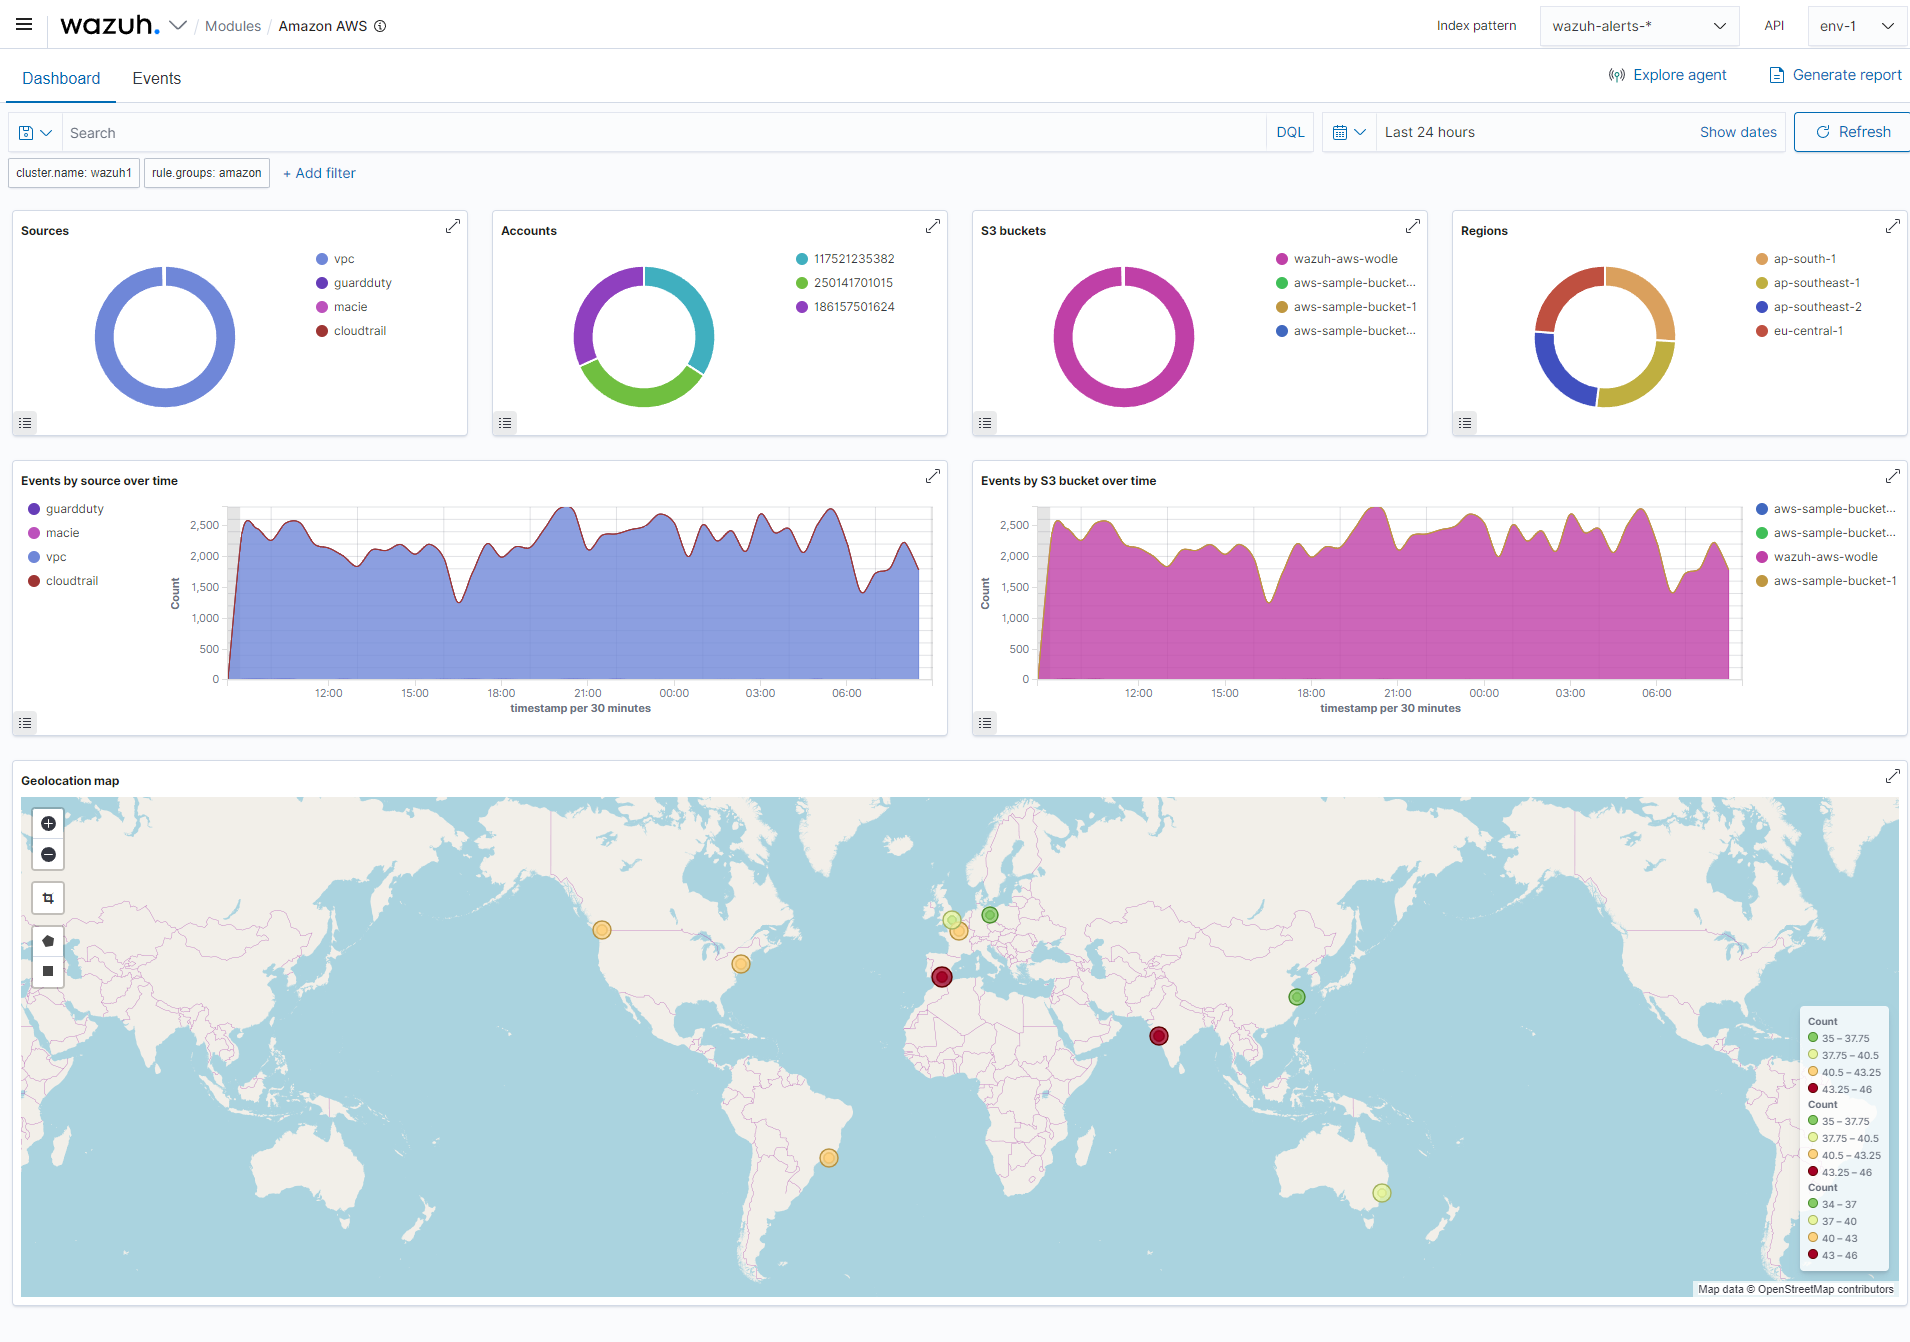 wazuh. / Modules / Amazon AWS
Index pattern
wazuh-alerts-*
API
env-1
Dashboard
Events
Explore agent
Generate report
Search
DQL
Last 24 hours
Show dates
Refresh
cluster.name: wazuh1
rule.groups: amazon
+ Add filter
Sources
vpc
guardduty
macie
cloudtrail
Accounts
117521235382
250141701015
186157501624
S3 buckets
wazuh-aws-wodle
aws-sample-bucket...
aws-sample-bucket-1
aws-sample-bucket...
Regions
ap-south-1
ap-southeast-1
ap-southeast-2
eu-central-1
Events by source over time
guardduty
macie
vpc
cloudtrail
Count
2,500
2,000
1,500
1,000
500
0
12:00 15:00 18:00 21:00 00:00 03:00 06:00
timestamp per 30 minutes
Events by S3 bucket over time
Count
2,500
2,000
1,500
1,000
500
0
12:00 15:00 18:00 21:00 00:00 03:00 06:00
timestamp per 30 minutes
aws-sample-bucket...
aws-sample-bucket...
wazuh-aws-wodle
aws-sample-bucket-1
Geolocation map
Count
35 – 37.75
37.75 – 40.5
40.5 – 43.25
43.25 – 46
Count
35 – 37.75
37.75 – 40.5
40.5 – 43.25
43.25 – 46
Count
34 – 37
37 – 40
40 – 43
43 – 46
Map data © OpenStreetMap contributors